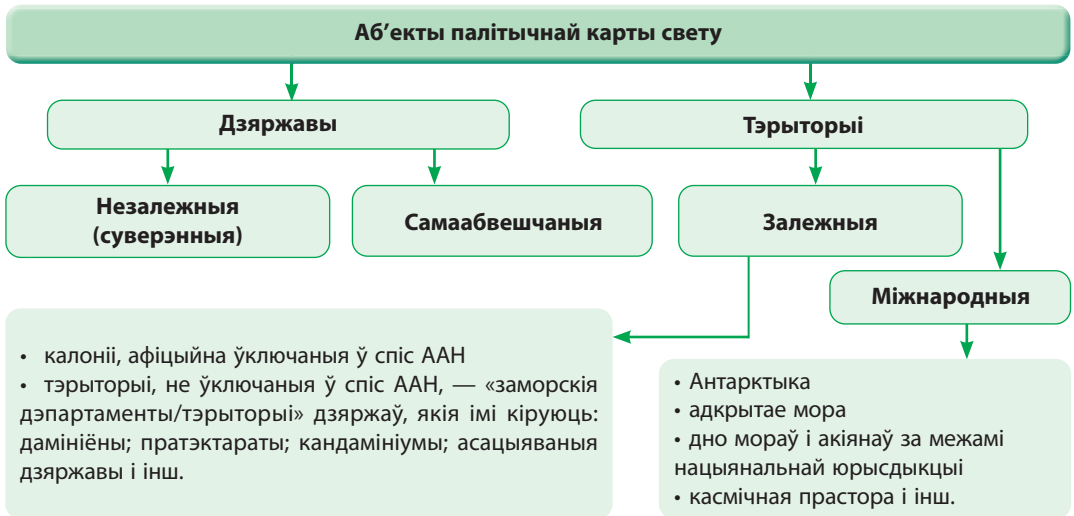 Аб’екты палітычнай карты свету
Дзяржавы
Тэрыторыі
Незалежныя
(суверэнныя)
Самаабвешчаныя
Залежныя
Міжнародныя
• калоніі, афіцыйна ўключаныя ў спіс ААН
• тэрыторыі, не ўключаныя ў спіс ААН, — «заморскія
дэпартаменты/тэрыторыі» дзяржаў, якія імі кіруюць:
дамініёны; пратэктараты; кандамініумы; асацыяваныя
дзяржавы і інш.
• Антарктыка
• адкрытае мора
• дно мораў і акіянаў за межамі
нацыянальнай юрысдыкцыі
• касмічная прастора і інш.